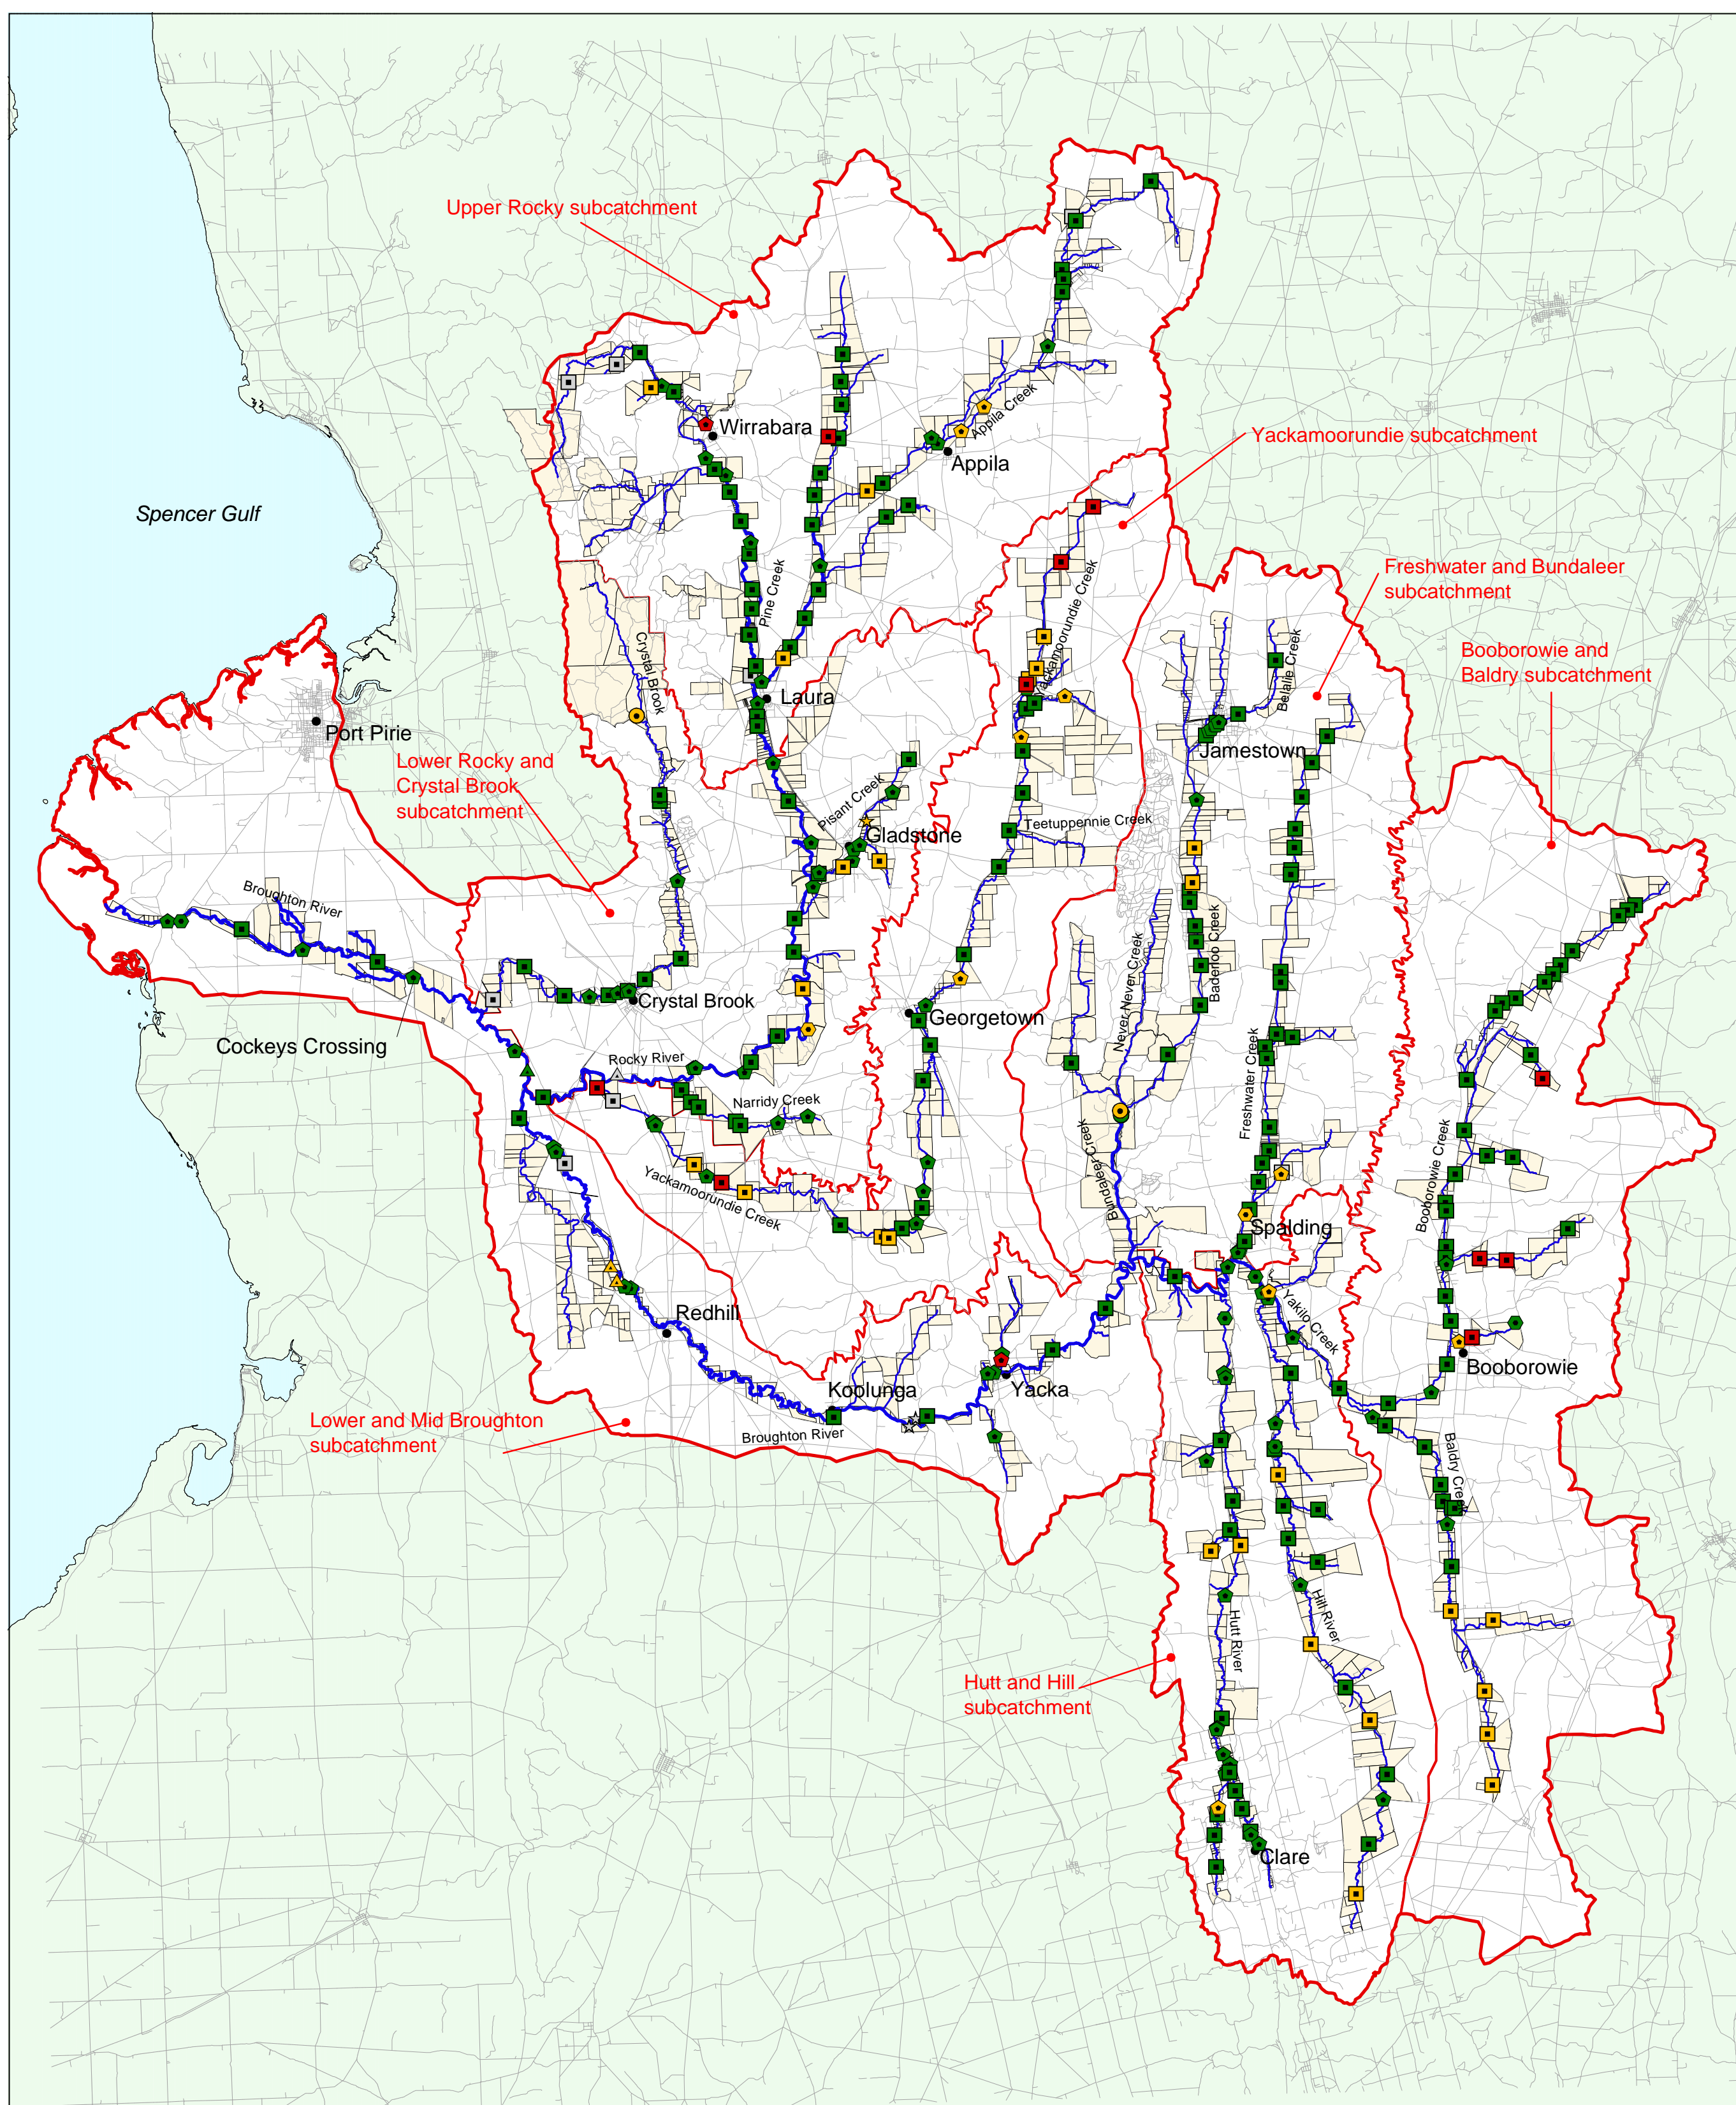 Upper Rocky subcatchment
Wirrabara
Appila Creek
Appila
Yackamoorundie subcatchment
Spencer Gulf
Freshwater and Bundaleer
subcatchment
Yackamoorundie Creek
Pine Creek
Crystal Brook
Belalie Creek
Booborowie and
Baldry subcatchment
Laura
Port Pirie
Jamestown
Lower Rocky and
Crystal Brook
subcatchment
Pisant Creek
Gladstone
Teetuppennie Creek
Broughton River
Baderloo Creek
Never Never Creek
Crystal Brook
Georgetown
Cockeys Crossing
Rocky River
Freshwater Creek
Narridy Creek
Bundaleer Creek
Booborowie Creek
Yackamoorundie Creek
Spalding
Redhill
Yakilo Creek
Booborowie
Koolunga
Yacka
Lower and Mid Broughton
subcatchment
Broughton River
Baldry Creek
Hill River
Hutt River
Hutt and Hill
subcatchment
Clare